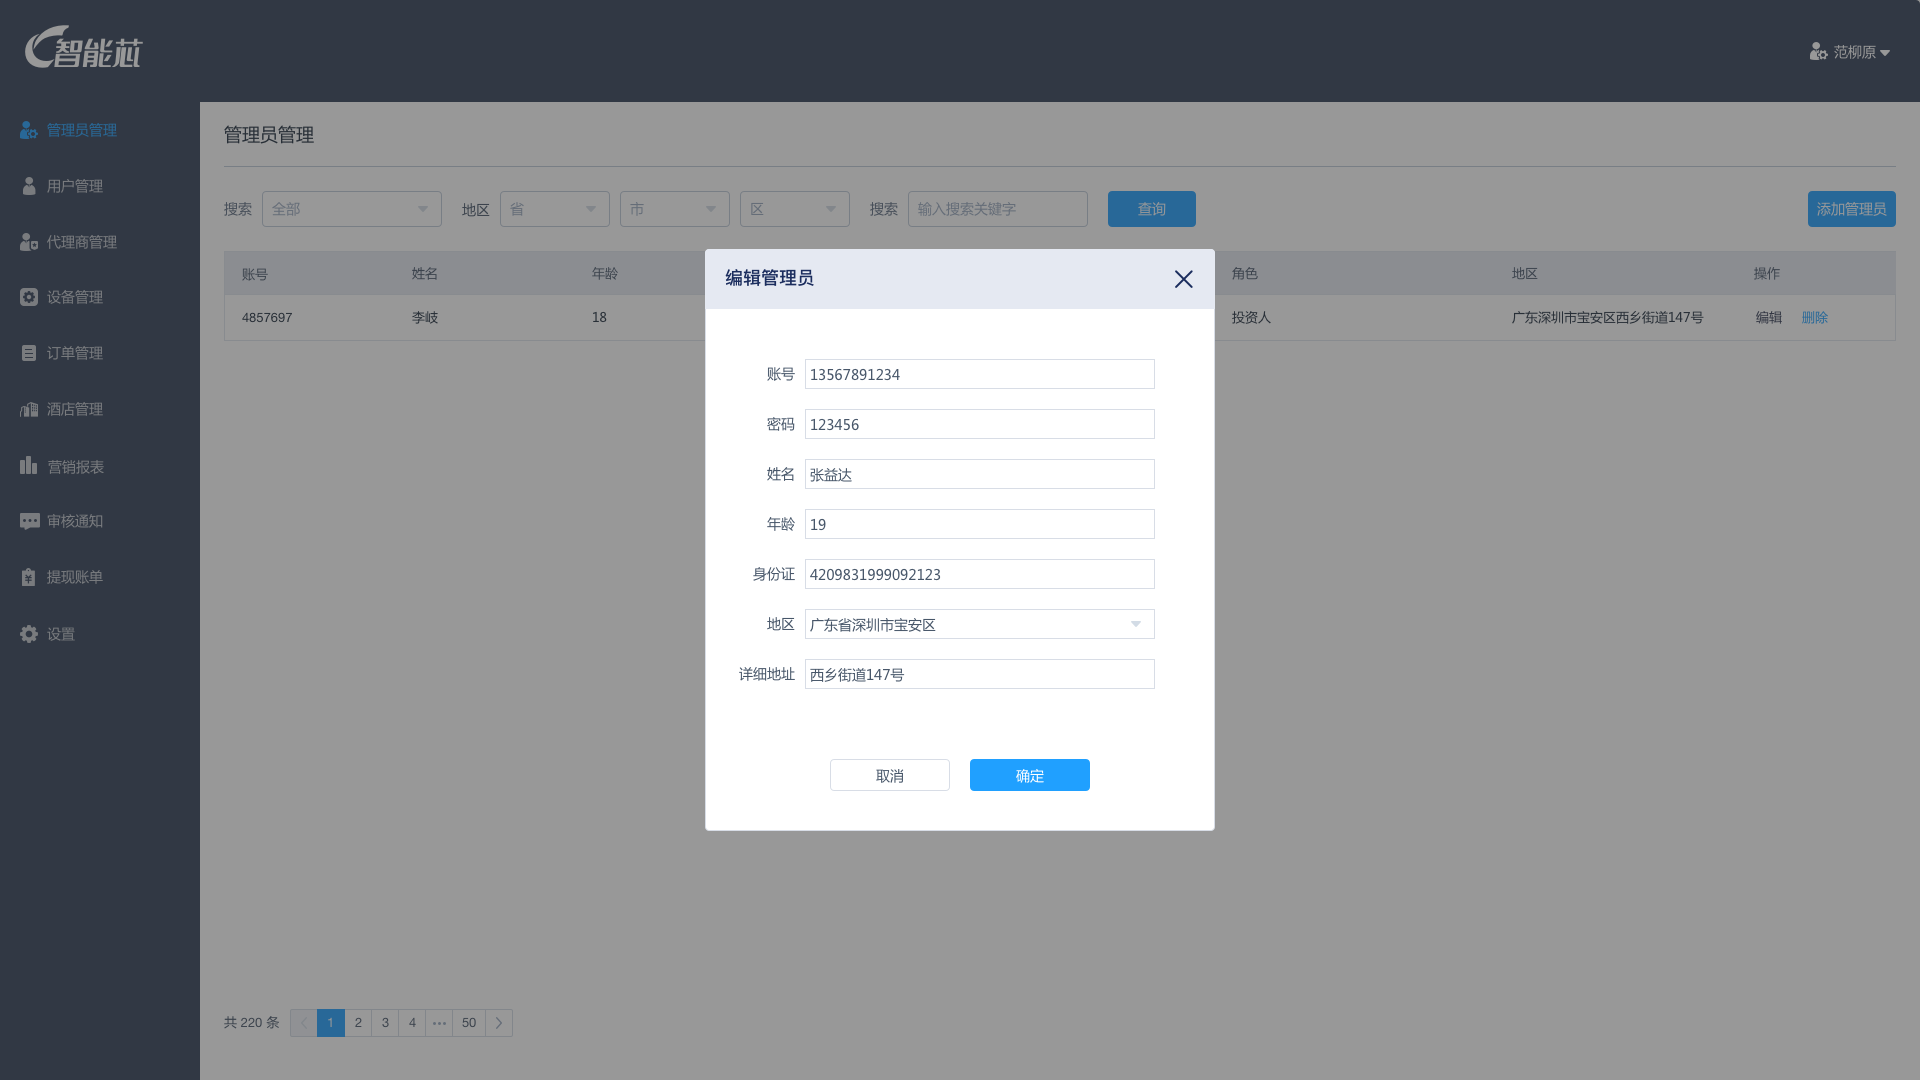 智能芯
范柳原
管理员管理
用户管理
代理商管理
设备管理
订单管理
酒店管理
营销报表
审核通知
提现账单
设置
管理员管理
搜索 全部 地区 省 市 区 搜索 输入搜索关键字 查询 添加管理员
账号 姓名 年龄 角色 地区 操作
4857697 李岐 18 投资人 广东深圳市宝安区西乡街道147号 编辑 删除
编辑管理员
账号 13567891234
密码 123456
姓名 张益达
年龄 19
身份证 4209831999092123
地区 广东省深圳市宝安区
详细地址 西乡街道147号
取消 确定
共 220 条 1 2 3 4 ··· 50